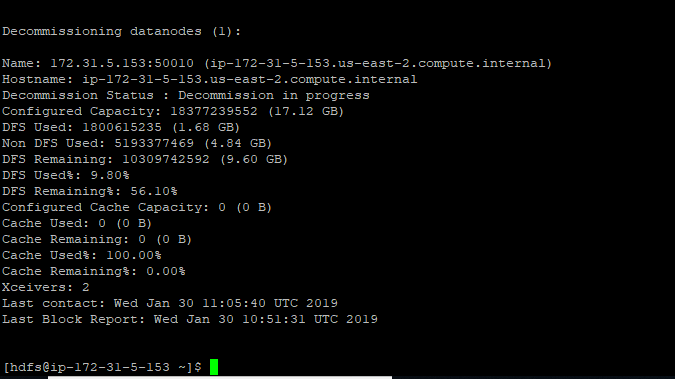 Decommissioning datanodes (1):
Name: 172.31.5.153:50010 (ip-172-31-5-153.us-east-2.compute.internal)
Hostname: ip-172-31-5-153.us-east-2.compute.internal
Decommission Status : Decommission in progress
Configured Capacity: 18377239552 (17.12 GB)
DFS Used: 1800615235 (1.68 GB)
Non DFS Used: 5193377469 (4.84 GB)
DFS Remaining: 10309742592 (9.60 GB)
DFS Used%: 9.80%
DFS Remaining%: 56.10%
Configured Cache Capacity: 0 (0 B)
Cache Used: 0 (0 B)
Cache Remaining: 0 (0 B)
Cache Used%: 100.00%
Cache Remaining%: 0.00%
Xceivers: 2
Last contact: Wed Jan 30 11:05:40 UTC 2019
Last Block Report: Wed Jan 30 10:51:31 UTC 2019
[hdfs@ip-172-31-5-153 ~]$